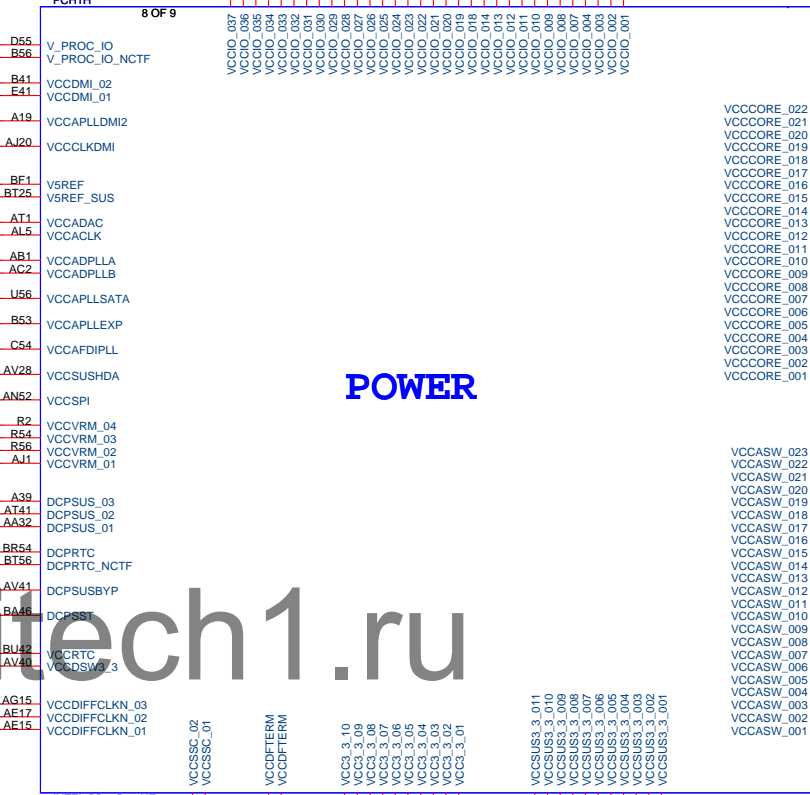 8 OF 9
VCCIO_037
VCCIO_036
VCCIO_035
VCCIO_034
VCCIO_033
VCCIO_032
VCCIO_031
VCCIO_030
VCCIO_029
VCCIO_028
VCCIO_027
VCCIO_026
VCCIO_025
VCCIO_024
VCCIO_023
VCCIO_022
VCCIO_021
VCCIO_020
VCCIO_019
VCCIO_018
VCCIO_014
VCCIO_013
VCCIO_012
VCCIO_011
VCCIO_010
VCCIO_009
VCCIO_008
VCCIO_007
VCCIO_004
VCCIO_003
VCCIO_002
VCCIO_001
D55 V_PROC_IO
B56 V_PROC_IO_NCTF
B41 VCCDMI_02
E41 VCCDMI_01
A19 VCCAPLLDMI2
AJ20 VCCCLKDMI
BF1 V5REF
BT25 V5REF_SUS
AT1 VCCADAC
AL5 VCCACLK
AB1 VCCADPLLA
AC2 VCCADPLLB
U56 VCCAPLLSATA
B53 VCCAPLLEXP
C54 VCCAFDIPLL
AV28 VCCSUSHDA
AN52 VCCSPI
R2 VCCVRM_04
R54 VCCVRM_03
R56 VCCVRM_02
AJ1 VCCVRM_01
A39 DCPSUS_03
AT41 DCPSUS_02
AA32 DCPSUS_01
BR54 DCPRTC
BT56 DCPRTC_NCTF
AV41 DCPSUSBYP
BA46 DCPSST
BU42 VCCRTC
AV40 VCCDSW3_3
AG15 VCCDIFFCLKN_03
AE17 VCCDIFFCLKN_02
AE15 VCCDIFFCLKN_01
POWER
itech1.ru
VCCCORE_022
VCCCORE_021
VCCCORE_020
VCCCORE_019
VCCCORE_018
VCCCORE_017
VCCCORE_016
VCCCORE_015
VCCCORE_014
VCCCORE_013
VCCCORE_012
VCCCORE_011
VCCCORE_010
VCCCORE_009
VCCCORE_008
VCCCORE_007
VCCCORE_006
VCCCORE_005
VCCCORE_004
VCCCORE_003
VCCCORE_002
VCCCORE_001
VCCASW_023
VCCASW_022
VCCASW_021
VCCASW_020
VCCASW_019
VCCASW_018
VCCASW_017
VCCASW_016
VCCASW_015
VCCASW_014
VCCASW_013
VCCASW_012
VCCASW_011
VCCASW_010
VCCASW_009
VCCASW_008
VCCASW_007
VCCASW_006
VCCASW_005
VCCASW_004
VCCASW_003
VCCASW_002
VCCASW_001
VCCSSC_02
VCCSSC_01
VCCDFTERM
VCCDFTERM
VCC3_3_10
VCC3_3_09
VCC3_3_08
VCC3_3_07
VCC3_3_06
VCC3_3_05
VCC3_3_04
VCC3_3_03
VCC3_3_02
VCC3_3_01
VCCSUS3_3_011
VCCSUS3_3_010
VCCSUS3_3_009
VCCSUS3_3_008
VCCSUS3_3_007
VCCSUS3_3_006
VCCSUS3_3_005
VCCSUS3_3_004
VCCSUS3_3_003
VCCSUS3_3_002
VCCSUS3_3_001